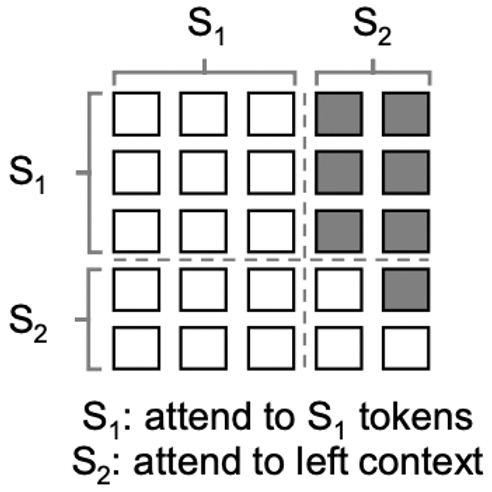 S₁ S₂
S₁
S₂
S₁: attend to S₁ tokens
S₂: attend to left context